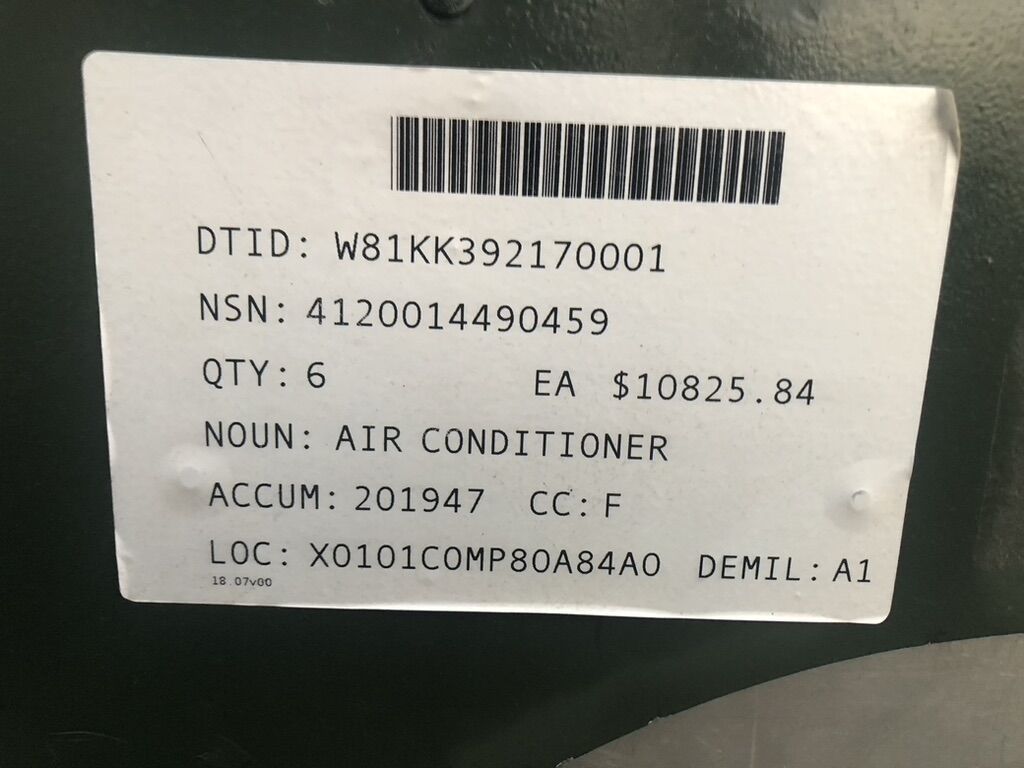 DTID: W81KK392170001
NSN: 4120014490459
QTY: 6 EA $10825.84
NOUN: AIR CONDITIONER
ACCUM: 201947 CC: F
LOC: X0101COMP80A84A0 DEMIL: A1
18.07v00